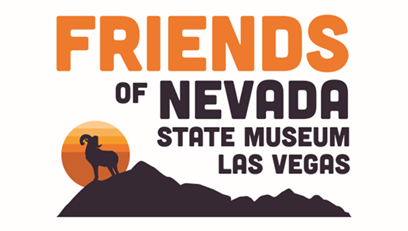 FRIENDS
OF NEVADA
STATE MUSEUM
LAS VEGAS